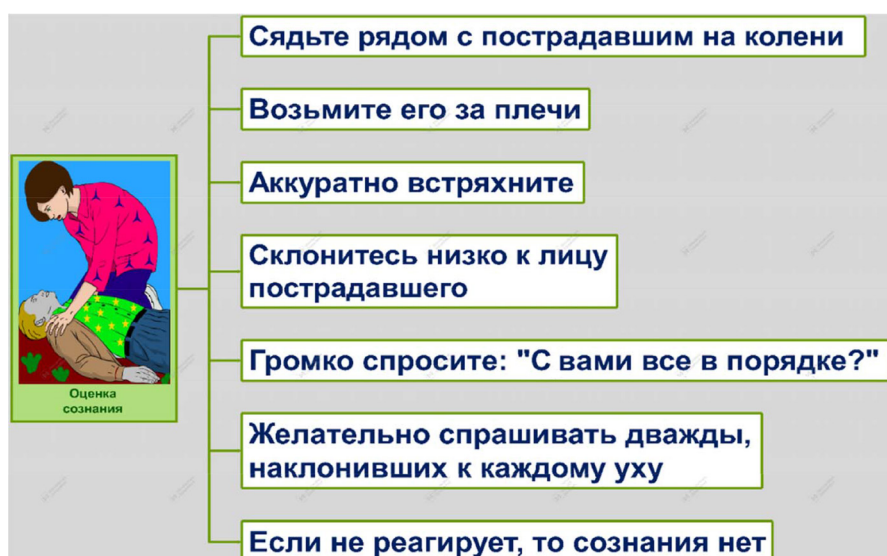 Сядьте рядом с пострадавшим на колени
Возьмите его за плечи
Аккуратно встряхните
Склонитесь низко к лицу
пострадавшего
Громко спросите: "С вами все в порядке?"
Желательно спрашивать дважды,
наклонивших к каждому уху
Если не реагирует, то сознания нет
Оценка
сознания